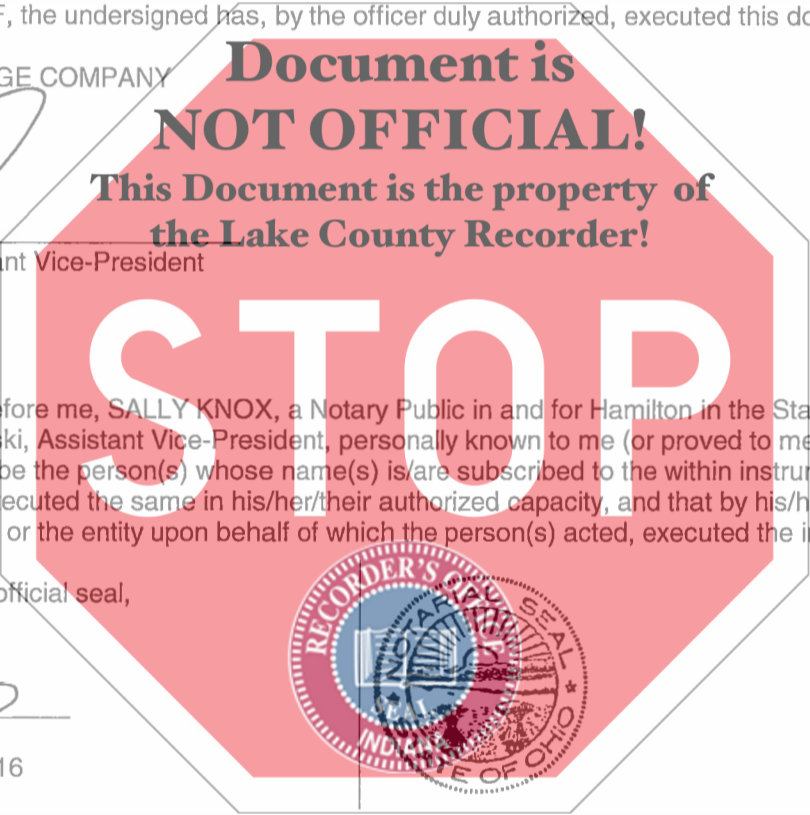 F, the undersigned has, by the officer duly authorized, executed this do
Document is
GE COMPANY
NOT OFFICIAL!
This Document is the property of
the Lake County Recorder!
nt Vice-President
STOP
efore me, SALLY KNOX, a Notary Public in and for Hamilton in the Sta
ki, Assistant Vice-President, personally known to me (or proved to me
be the person(s) whose name(s) is/are subscribed to the within instru
ecuted the same in his/her/their authorized capacity, and that by his/h
or the entity upon behalf of which the person(s) acted, executed the i
official seal,
RECORDER'S OFFICE
SEAL
INDIANA
NOTARIAL SEAL
STATE OF OHIO
16